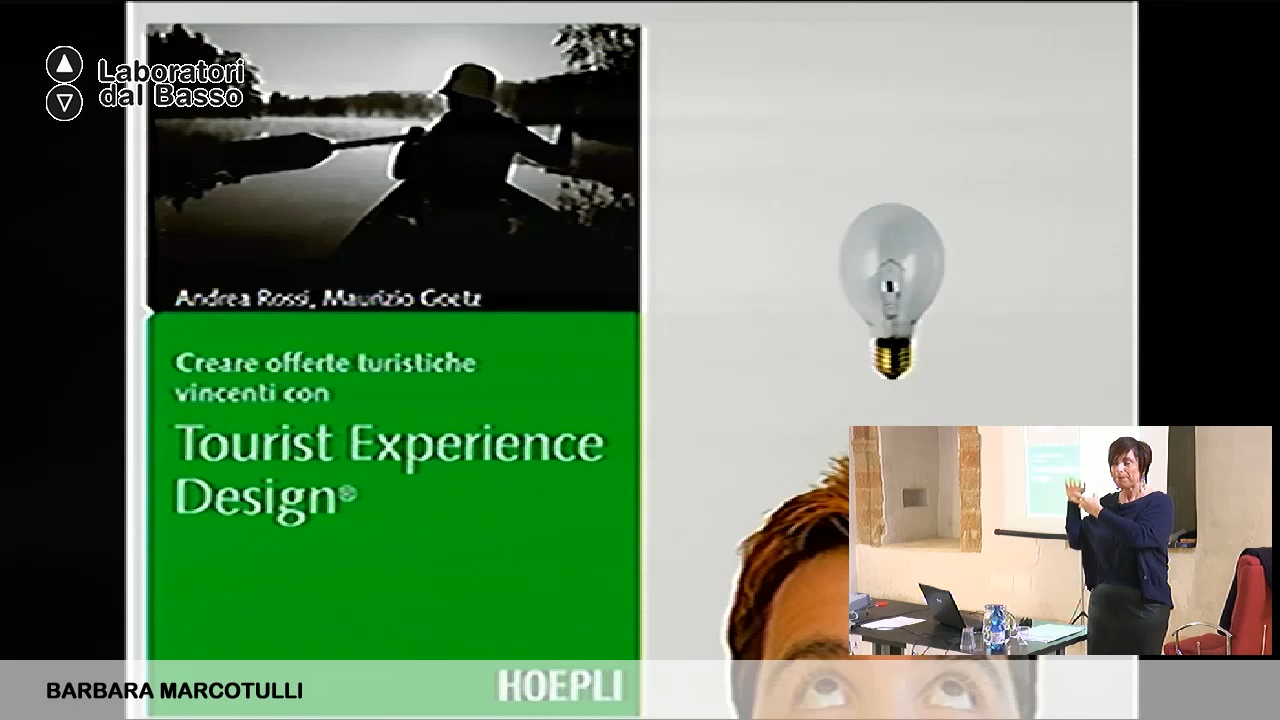 Laboratori
dal Basso
Andrea Rossi, Maurizio Goetz
Creare offerte turistiche
vincenti con
Tourist Experience
Design®
HOEPLI
BARBARA MARCOTULLI